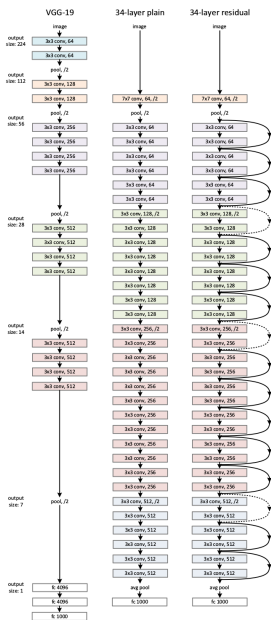 output
size: 224
output
size: 112
output
size: 56
output
size: 28
output
size: 14
output
size: 7
output
size: 1
VGG-19
image
3x3 conv, 64
3x3 conv, 64
pool, /2
3x3 conv, 128
3x3 conv, 128
pool, /2
3x3 conv, 256
3x3 conv, 256
3x3 conv, 256
3x3 conv, 256
pool, /2
3x3 conv, 512
3x3 conv, 512
3x3 conv, 512
3x3 conv, 512
pool, /2
3x3 conv, 512
3x3 conv, 512
3x3 conv, 512
3x3 conv, 512
pool, /2
fc 4096
fc 4096
fc 1000
34-layer plain
image
7x7 conv, 64, /2
pool, /2
3x3 conv, 64
3x3 conv, 64
3x3 conv, 64
3x3 conv, 64
3x3 conv, 64
3x3 conv, 64
3x3 conv, 128, /2
3x3 conv, 128
3x3 conv, 128
3x3 conv, 128
3x3 conv, 128
3x3 conv, 128
3x3 conv, 128
3x3 conv, 128
3x3 conv, 256, /2
3x3 conv, 256
3x3 conv, 256
3x3 conv, 256
3x3 conv, 256
3x3 conv, 256
3x3 conv, 256
3x3 conv, 256
3x3 conv, 256
3x3 conv, 256
3x3 conv, 256
3x3 conv, 256
3x3 conv, 512, /2
3x3 conv, 512
3x3 conv, 512
3x3 conv, 512
3x3 conv, 512
3x3 conv, 512
avg pool
fc 1000
34-layer residual
image
7x7 conv, 64, /2
pool, /2
3x3 conv, 64
3x3 conv, 64
3x3 conv, 64
3x3 conv, 64
3x3 conv, 64
3x3 conv, 64
3x3 conv, 128, /2
3x3 conv, 128
3x3 conv, 128
3x3 conv, 128
3x3 conv, 128
3x3 conv, 128
3x3 conv, 128
3x3 conv, 128
3x3 conv, 256, /2
3x3 conv, 256
3x3 conv, 256
3x3 conv, 256
3x3 conv, 256
3x3 conv, 256
3x3 conv, 256
3x3 conv, 256
3x3 conv, 256
3x3 conv, 256
3x3 conv, 256
3x3 conv, 256
3x3 conv, 512, /2
3x3 conv, 512
3x3 conv, 512
3x3 conv, 512
3x3 conv, 512
3x3 conv, 512
avg pool
fc 1000